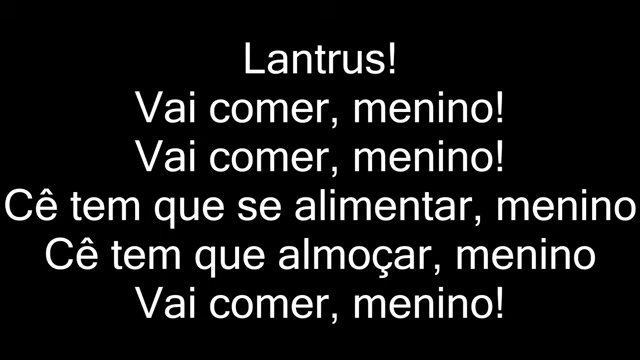 Lantrus!
Vai comer, menino!
Vai comer, menino!
Cê tem que se alimentar, menino
Cê tem que almoçar, menino
Vai comer, menino!